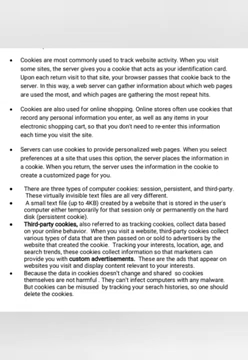 • Cookies are most commonly used to track website activity. When you visit
some sites, the server gives you a cookie that acts as your identification card.
Upon each return visit to that site, your browser passes that cookie back to the
server. In this way, a web server can gather information about which web pages
are used the most, and which pages are gathering the most repeat hits.
• Cookies are also used for online shopping. Online stores often use cookies that
record any personal information you enter, as well as any items in your
electronic shopping cart, so that you don't need to re-enter this information
each time you visit the site.
• Servers can use cookies to provide personalized web pages. When you select
preferences at a site that uses this option, the server places the information in
a cookie. When you return, the server uses the information in the cookie to
create a customized page for you.
• There are three types of computer cookies: session, persistent, and third-party.
These virtually invisible text files are all very different.
• A small text file (up to 4KB) created by a website that is stored in the user's
computer either temporarily for that session only or permanently on the hard
disk (persistent cookie).
• Third-party cookies, also referred to as tracking cookies, collect data based
on your online behavior. When you visit a website, third-party cookies collect
various types of data that are then passed on or sold to advertisers by the
website that created the cookie. Tracking your interests, location, age, and
search trends, these cookies collect information so that marketers can
provide you with custom advertisements. These are the ads that appear on
websites you visit and display content relevant to your interests.
• Because the data in cookies doesn't change and shared so cookies
themselves are not harmful . They can't infect computers with any malware.
But cookies can be misused by tracking your serach histories, so one should
delete the cookies.